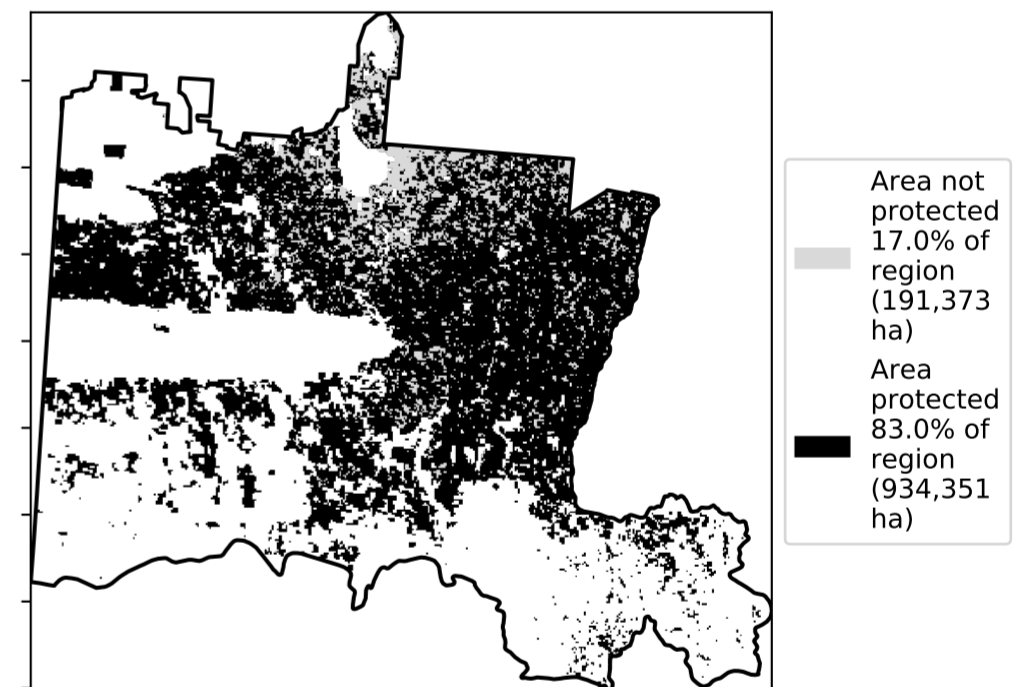 Area not
protected
17.0% of
region
(191,373
ha)
Area
protected
83.0% of
region
(934,351
ha)